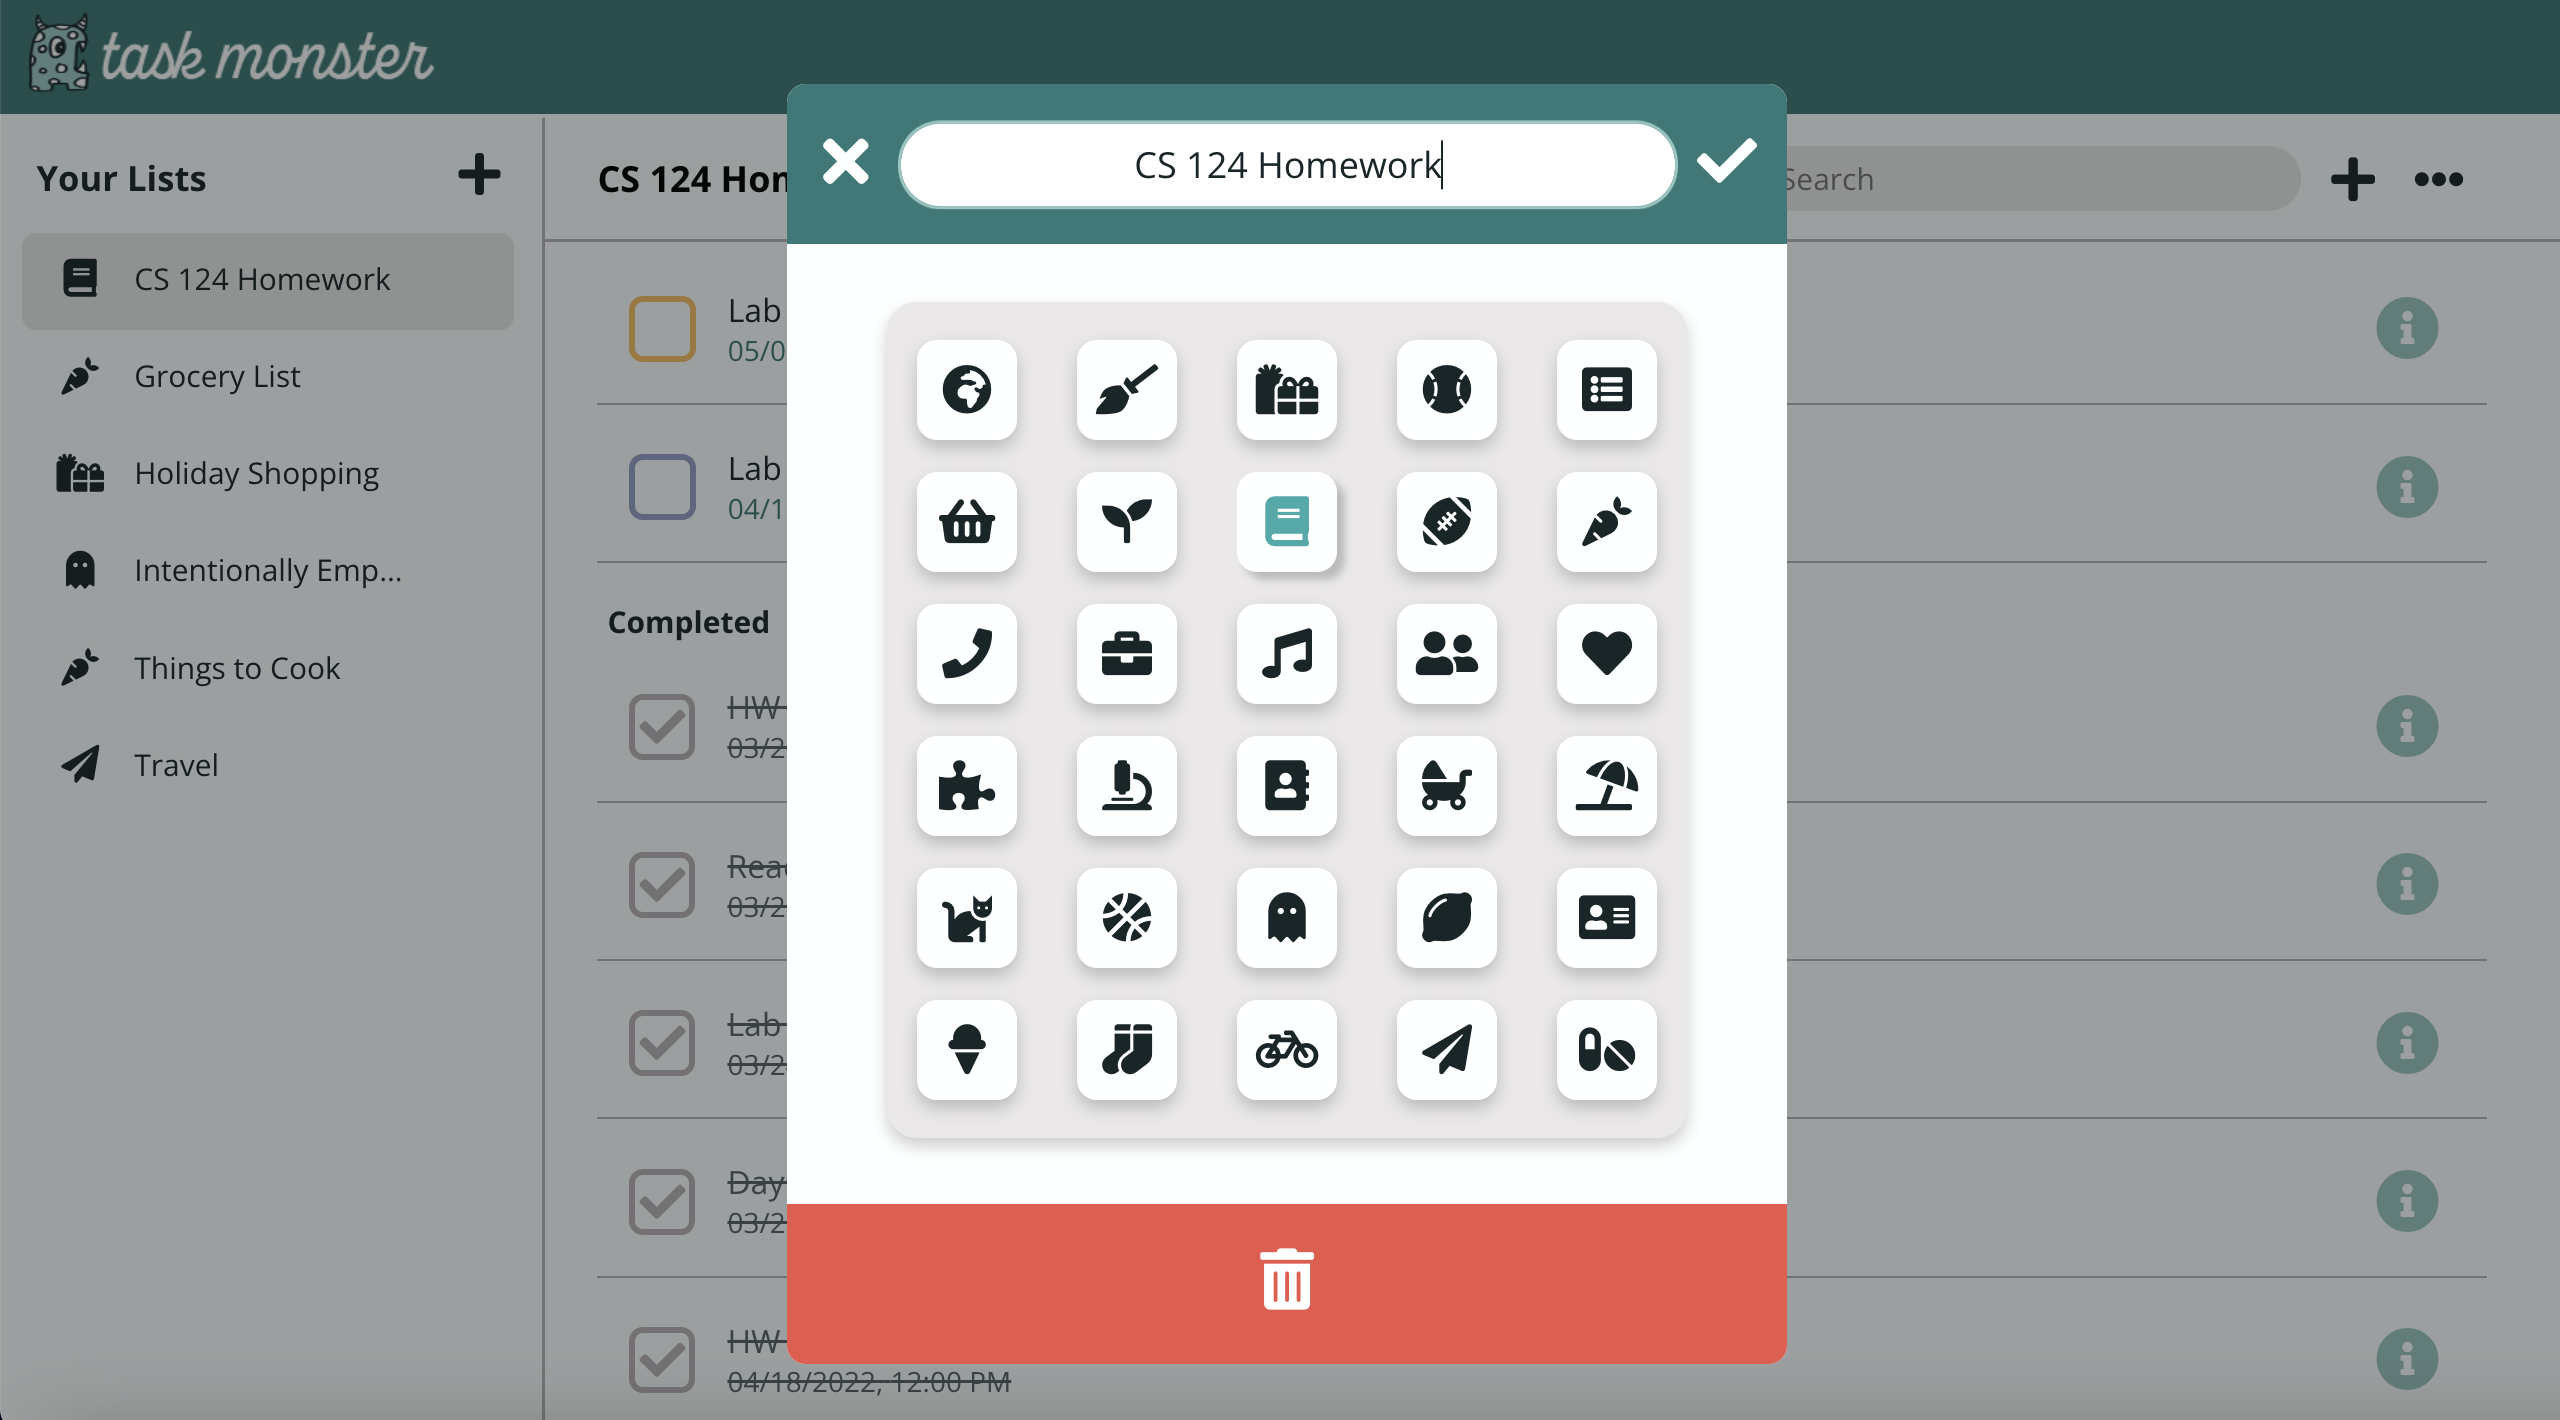 task monster
Your Lists
CS 124 Homework
Grocery List
Holiday Shopping
Intentionally Emp...
Things to Cook
Travel
CS 124 Hom
Search
CS 124 Homework
Lab
05/0
Lab
04/1
Completed
HW
03/2
Read
03/2
Lab
03/2
Day
03/2
HW
04/18/2022, 12:00 PM